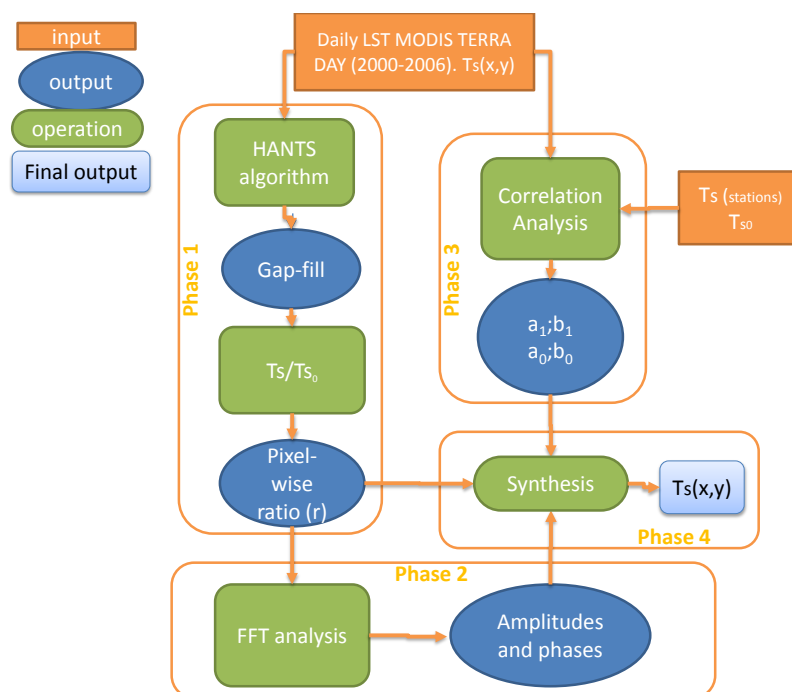 input
output
operation
Final output
Daily LST MODIS TERRA
DAY (2000-2006). Ts(x,y)
Phase 1
HANTS
algorithm
Gap-fill
Ts/Ts₀
Pixel-
wise
ratio (r)
Phase 3
Correlation
Analysis
Ts (stations)
Ts0
a₁;b₁
a₀;b₀
Synthesis
Ts(x,y)
Phase 4
Phase 2
FFT analysis
Amplitudes
and phases